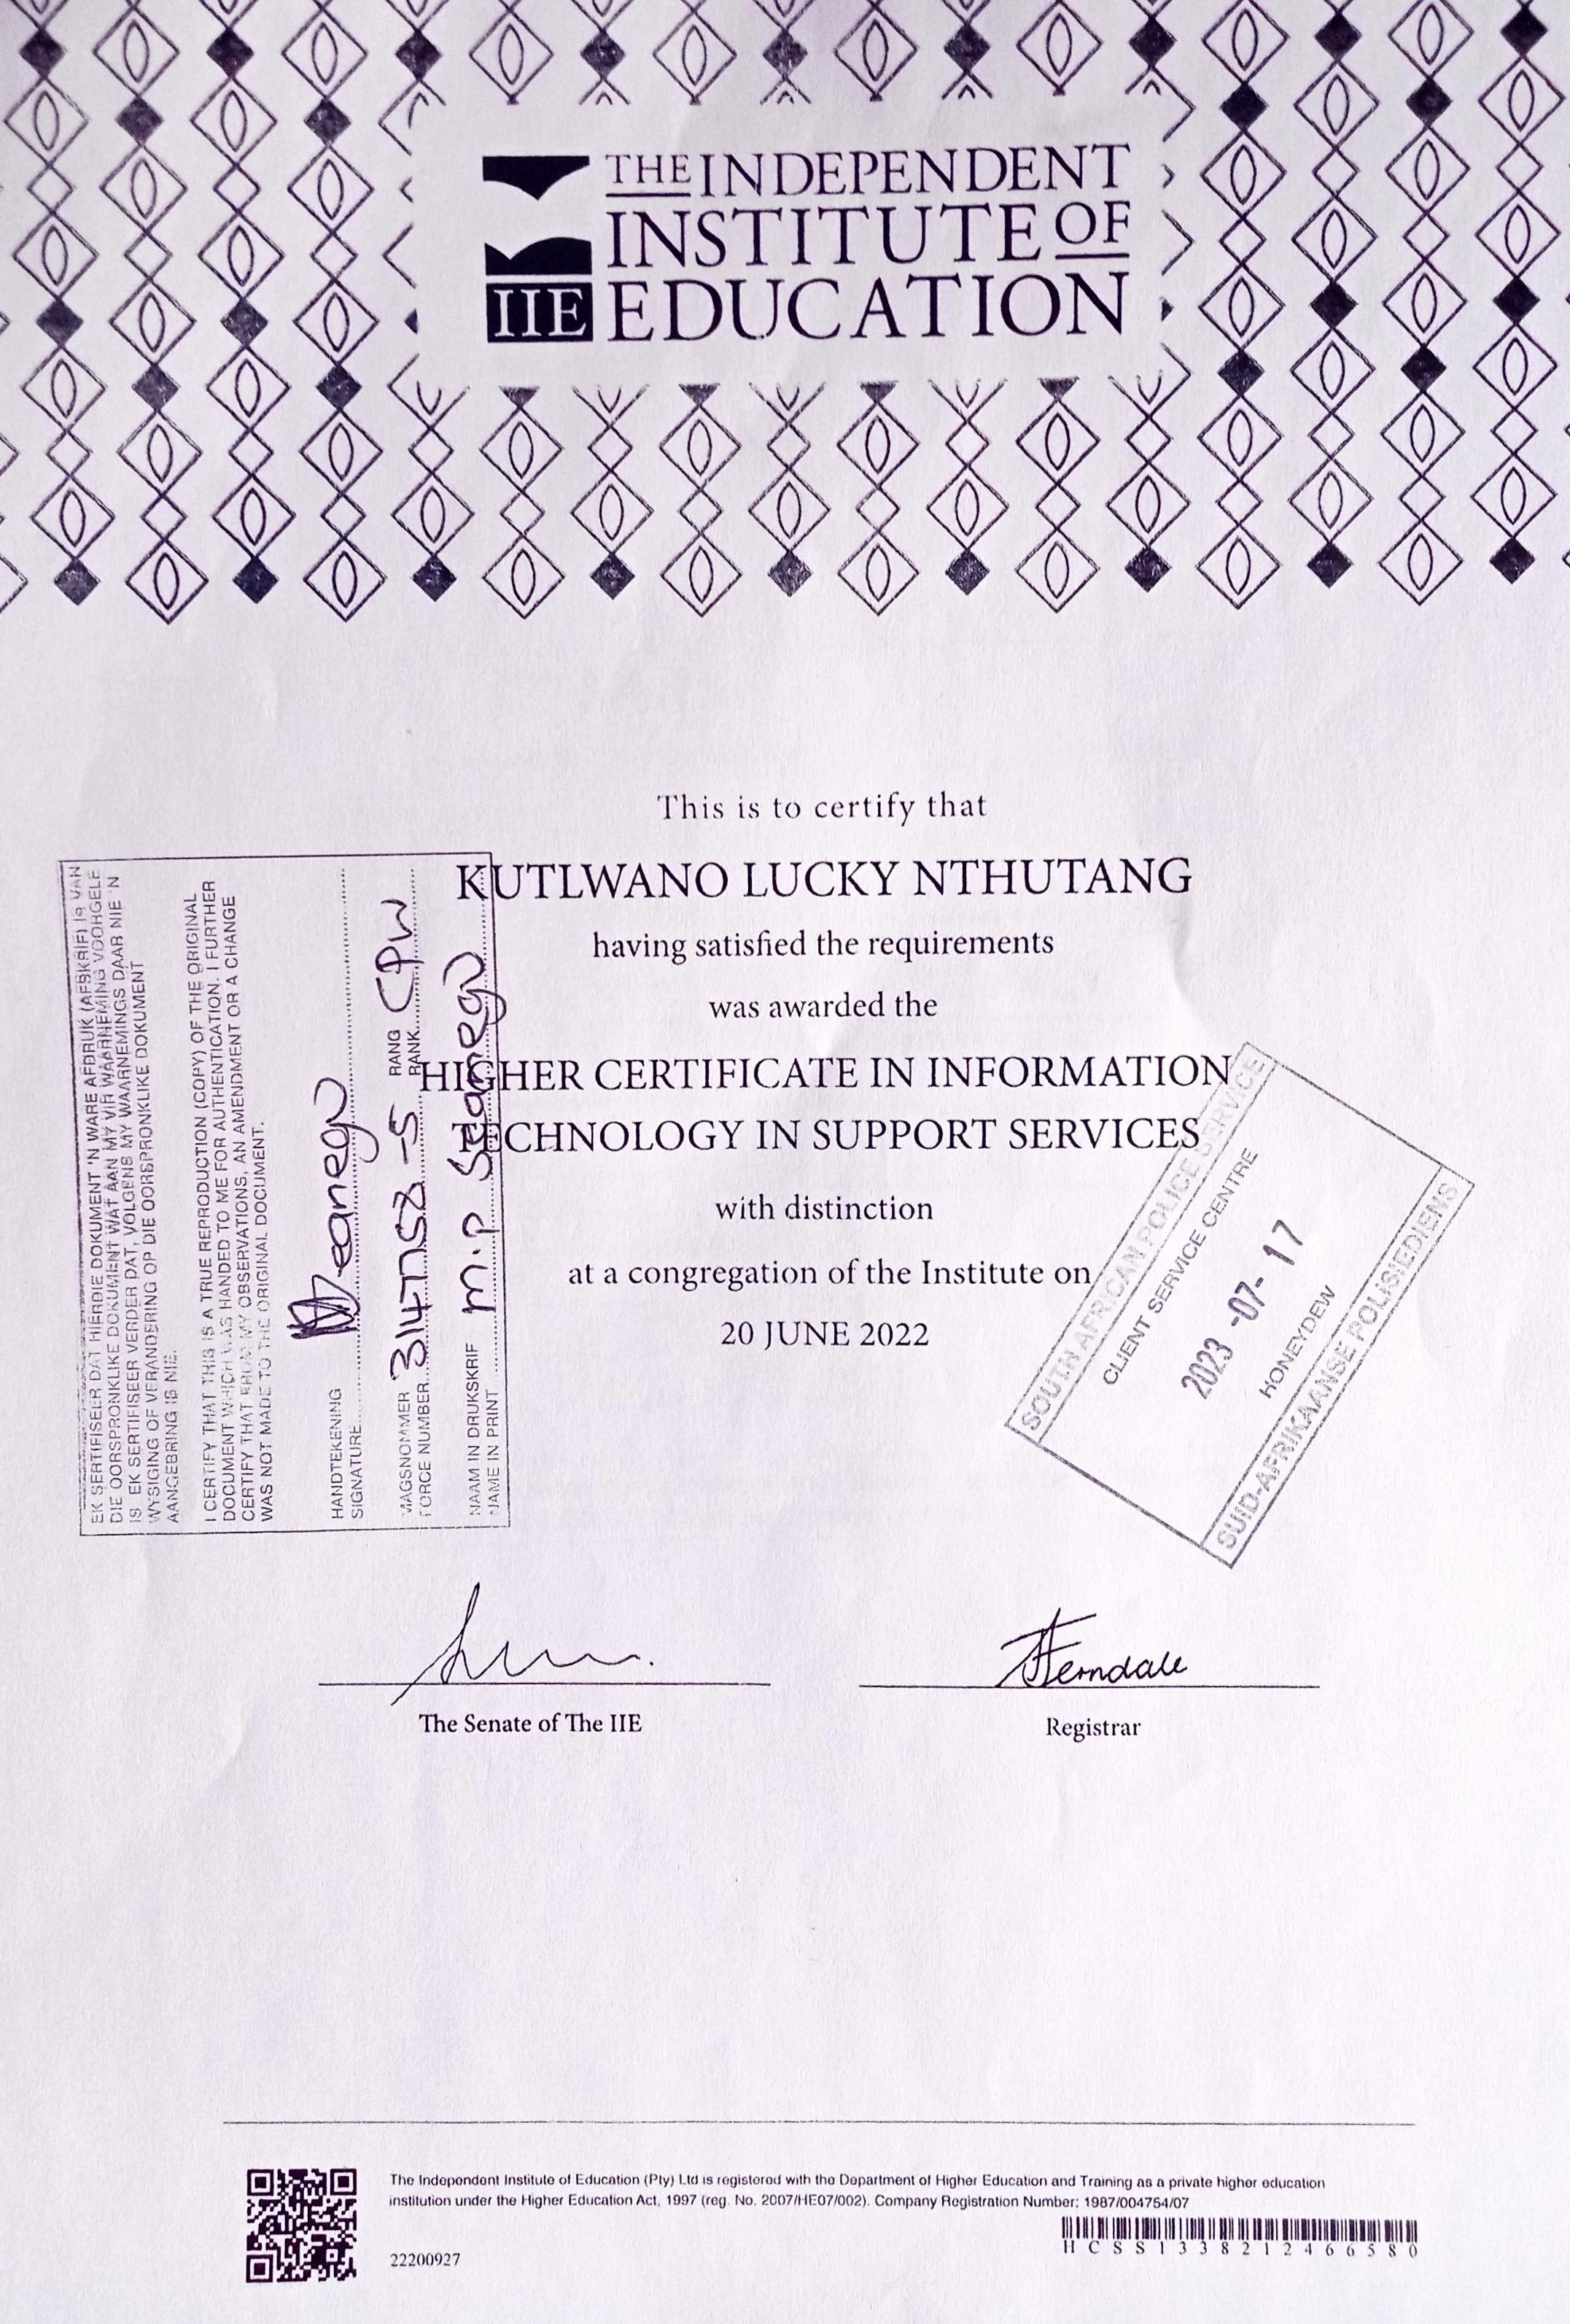 THE INDEPENDENT
INSTITUTE OF
IIE EDUCATION
This is to certify that
KUTLWANO LUCKY NTHUTANG
having satisfied the requirements
was awarded the
HIGHER CERTIFICATE IN INFORMATION
TECHNOLOGY IN SUPPORT SERVICES
with distinction
at a congregation of the Institute on
20 JUNE 2022
EK SERTIFISEER DAT HIERDIE DOKUMENT 'N WARE AFDRUK (AFSKRIF) IS VAN
DIE OORSPRONKLIKE DOKUMENT WAT AAN MY VIR WAARNEMING VOORGELÊ
IS. EK SERTIFISEER VERDER DAT, VOLGENS MY WAARNEMINGS DAAR NIE 'N
WYSIGING OF VERANDERING OP DIE OORSPRONKLIKE DOKUMENT
AANGEBRING IS NIE.
I CERTIFY THAT THIS IS A TRUE REPRODUCTION (COPY) OF THE ORIGINAL
DOCUMENT WHICH WAS HANDED TO ME FOR AUTHENTICATION. I FURTHER
CERTIFY THAT FROM MY OBSERVATIONS, AN AMENDMENT OR A CHANGE
WAS NOT MADE TO THE ORIGINAL DOCUMENT.
HANDTEKENING
SIGNATURE
MAGSNOMMER RANG
FORCE NUMBER RANK
NAAM IN DRUKSKRIF
NAME IN PRINT M.P
SOUTH AFRICAN POLICE SERVICE
CLIENT SERVICE CENTRE
2023-07-17
HONEYDEW
SUID-AFRIKAANSE POLISIEDIENS
The Senate of The IIE
Registrar
The Independent Institute of Education (Pty) Ltd is registered with the Department of Higher Education and Training as a private higher education
institution under the Higher Education Act, 1997 (reg. No. 2007/HE07/002). Company Registration Number: 1987/004754/07
HCSS1338212466580
22200927